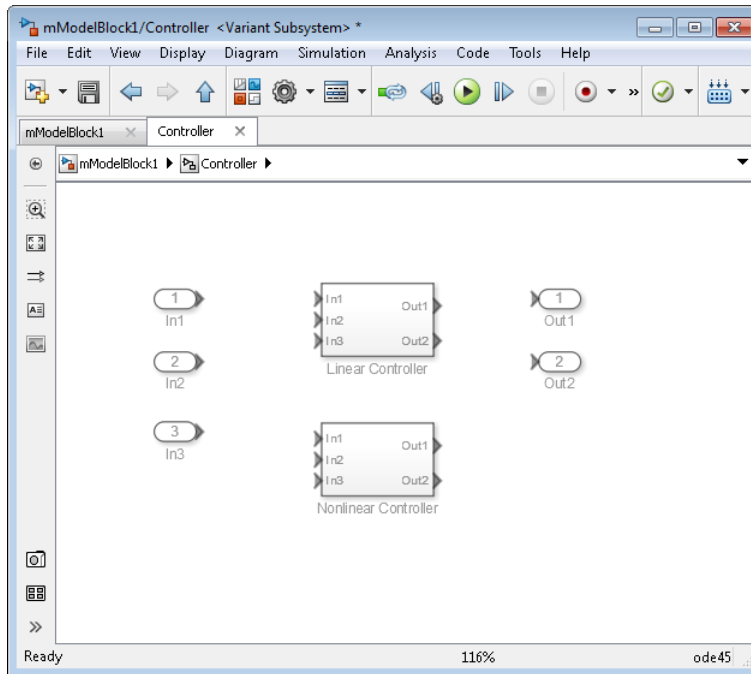 mModelBlock1/Controller <Variant Subsystem> *
File Edit View Display Diagram Simulation Analysis Code Tools Help
mModelBlock1 Controller
mModelBlock1 Controller
1
In1
2
In2
3
In3
In1
In2
In3
Out1
Out2
Linear Controller
In1
In2
In3
Out1
Out2
Nonlinear Controller
1
Out1
2
Out2
Ready 116% ode45